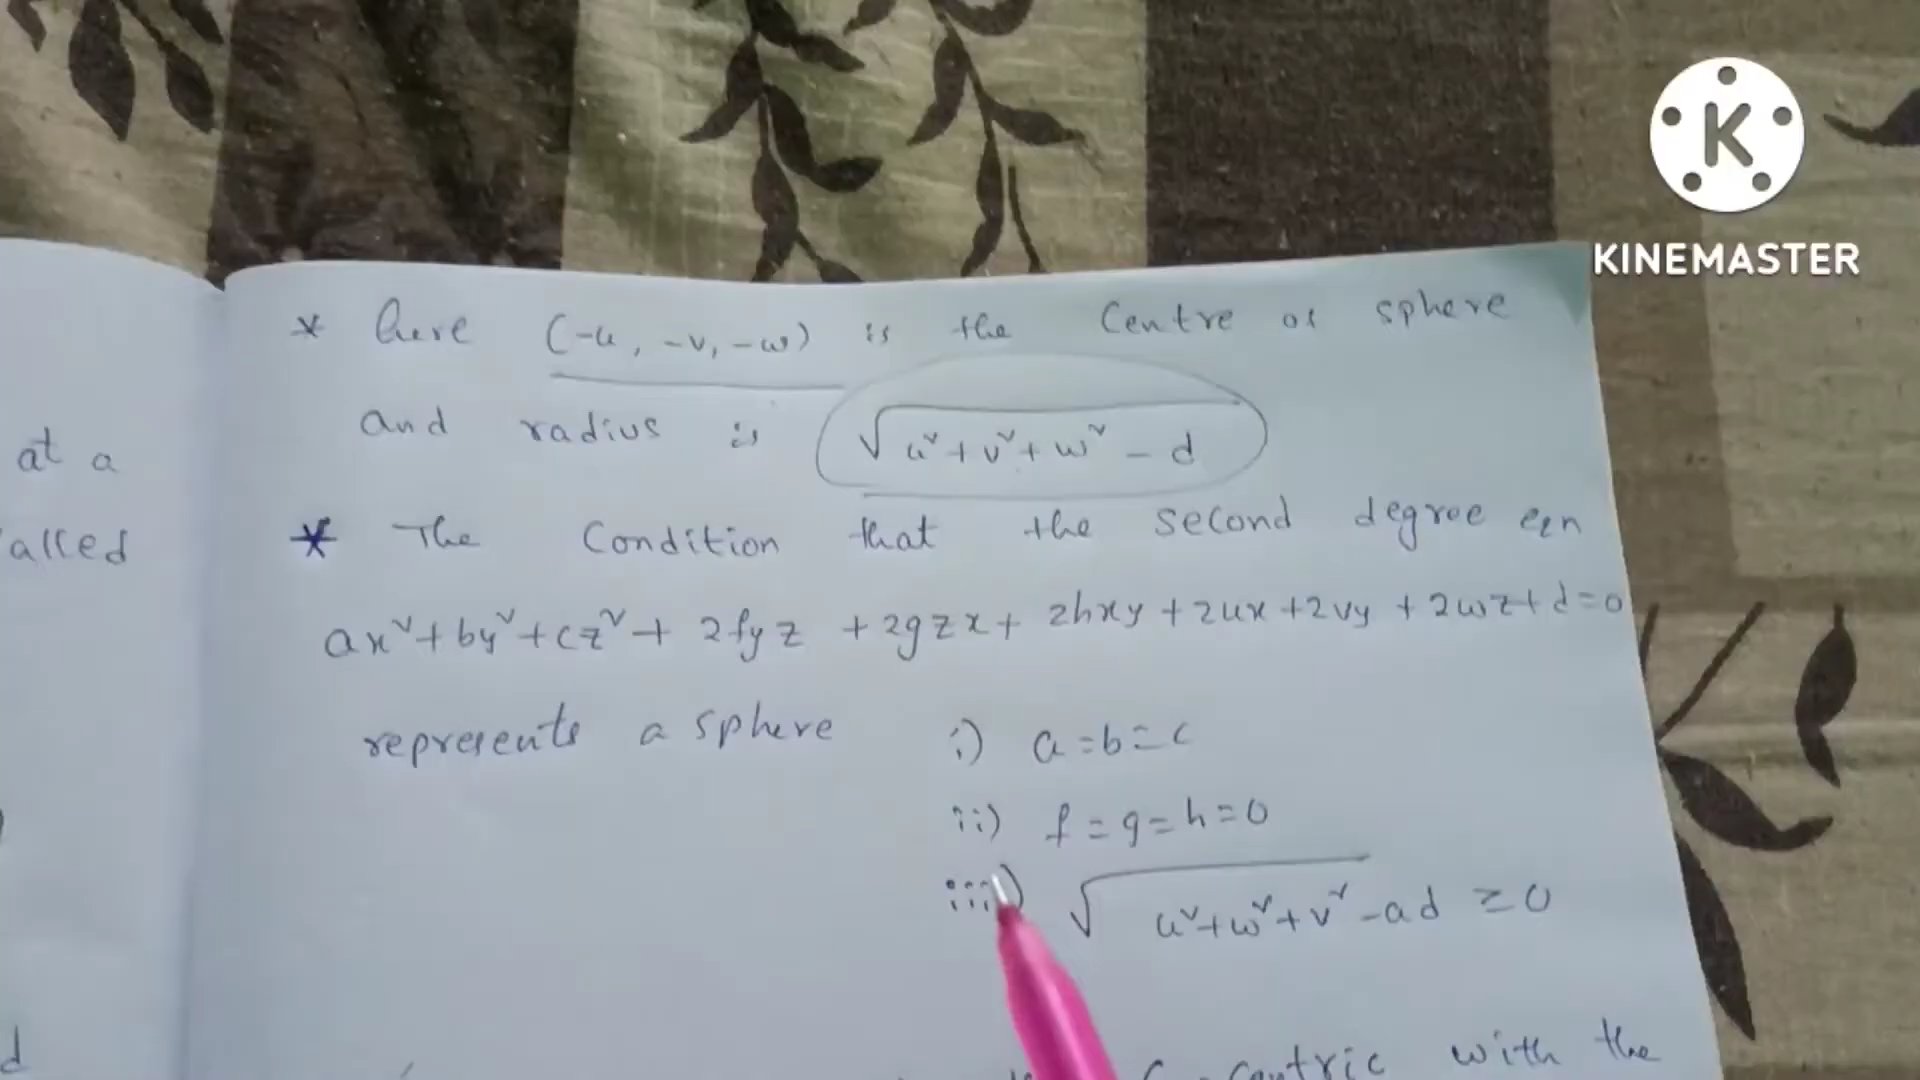 K
KINEMASTER
* here (-u, -v, -w) is the Centre of sphere
and radius is √(u²+v²+w² - d)
* The Condition that the second degree eqn
ax²+by²+cz²+ 2fyz +2gzx+ 2hxy+2ux+2vy+2wz+d=0
represents a sphere i) a=b=c
ii) f=g=h=0
iii) √(u²+w²+v²-ad) ≥0
with the
at a
alled
d